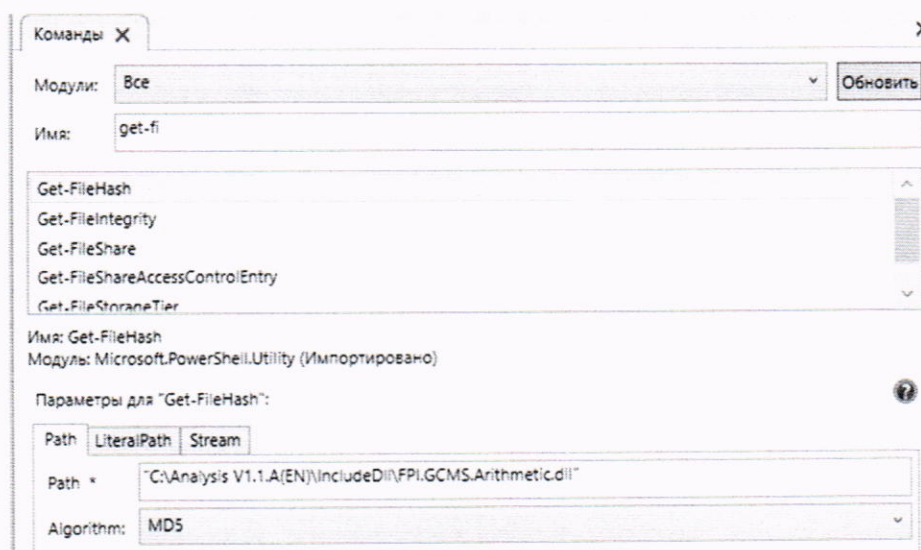 Команды X
Модули: Все Обновить
Имя: get-fi
Get-FileHash
Get-FileIntegrity
Get-FileShare
Get-FileShareAccessControlEntry
Get-FileStorageTier
Имя: Get-FileHash
Модуль: Microsoft.PowerShell.Utility (Импортировано)
Параметры для "Get-FileHash":
Path LiteralPath Stream
Path * "C:\Analysis V1.1.A(EN)\IncludeDll\FPI.GCMS.Arithmetic.dll"
Algorithm: MD5